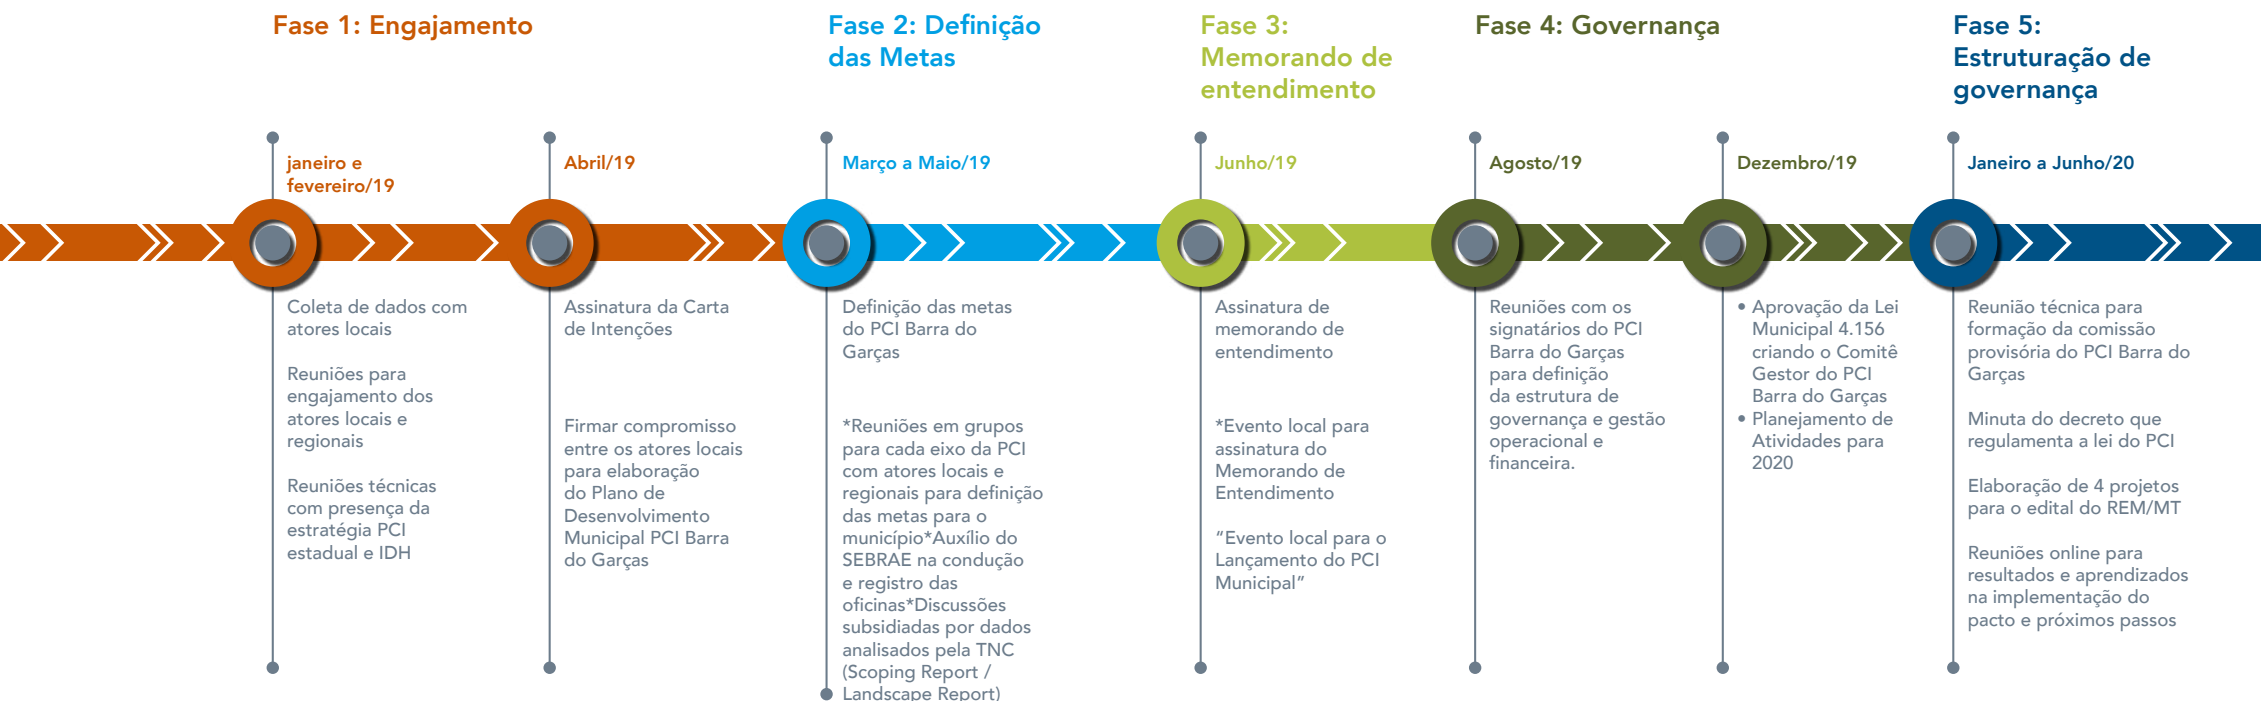 Fase 1: Engajamento
Fase 2: Definição
das Metas
Fase 3:
Memorando de
entendimento
Fase 4: Governança
Fase 5:
Estruturação de
governança
janeiro e
fevereiro/19
Coleta de dados com
atores locais
Reuniões para
engajamento dos
atores locais e
regionais
Reuniões técnicas
com presença da
estratégia PCI
estadual e IDH
Abril/19
Assinatura da Carta
de Intenções
Firmar compromisso
entre os atores locais
para elaboração
do Plano de
Desenvolvimento
Municipal PCI Barra
do Garças
Março a Maio/19
Definição das metas
do PCI Barra do
Garças
*Reuniões em grupos
para cada eixo da PCI
com atores locais e
regionais para definição
das metas para o
município*Auxílio do
SEBRAE na condução
e registro das
oficinas*Discussões
subsidiadas por dados
analisados pela TNC
(Scoping Report /
Landscape Report)
Junho/19
Assinatura de
memorando de
entendimento
*Evento local para
assinatura do
Memorando de
Entendimento
"Evento local para o
Lançamento do PCI
Municipal"
Agosto/19
Reuniões com os
signatários do PCI
Barra do Garças
para definição
da estrutura de
governança e gestão
operacional e
financeira.
Dezembro/19
• Aprovação da Lei
Municipal 4.156
criando o Comitê
Gestor do PCI
Barra do Garças
• Planejamento de
Atividades para
2020
Janeiro a Junho/20
Reunião técnica para
formação da comissão
provisória do PCI Barra do
Garças
Minuta do decreto que
regulamenta a lei do PCI
Elaboração de 4 projetos
para o edital do REM/MT
Reuniões online para
resultados e aprendizados
na implementação do
pacto e próximos passos